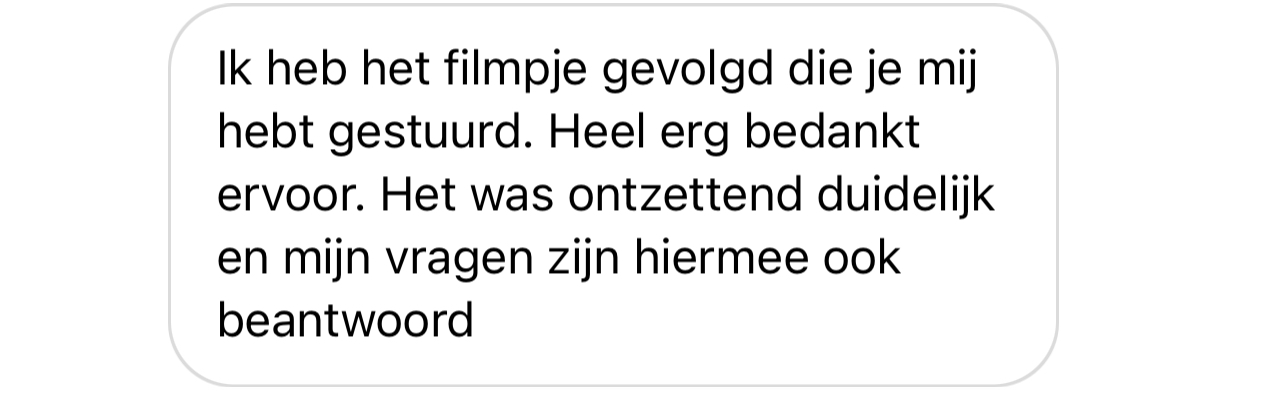 Ik heb het filmpje gevolgd die je mij
hebt gestuurd. Heel erg bedankt
ervoor. Het was ontzettend duidelijk
en mijn vragen zijn hiermee ook
beantwoord